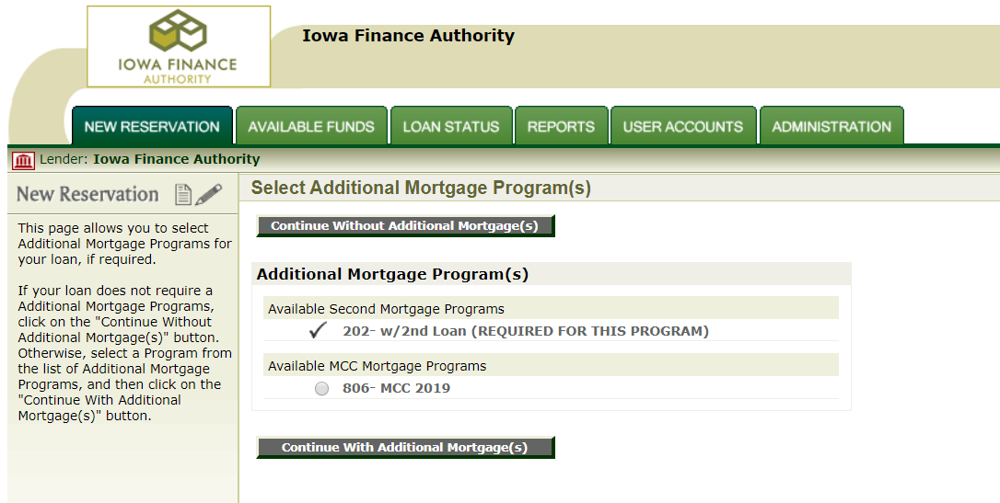 IOWA FINANCE
AUTHORITY
Iowa Finance Authority
NEW RESERVATION
AVAILABLE FUNDS
LOAN STATUS
REPORTS
USER ACCOUNTS
ADMINISTRATION
Lender: Iowa Finance Authority
New Reservation
This page allows you to select
Additional Mortgage Programs for
your loan, if required.
If your loan does not require a
Additional Mortgage Programs,
click on the "Continue Without
Additional Mortgage(s)" button.
Otherwise, select a Program from
the list of Additional Mortgage
Programs, and then click on the
"Continue With Additional
Mortgage(s)" button.
Select Additional Mortgage Program(s)
Continue Without Additional Mortgage(s)
Additional Mortgage Program(s)
Available Second Mortgage Programs
202- w/2nd Loan (REQUIRED FOR THIS PROGRAM)
Available MCC Mortgage Programs
806- MCC 2019
Continue With Additional Mortgage(s)